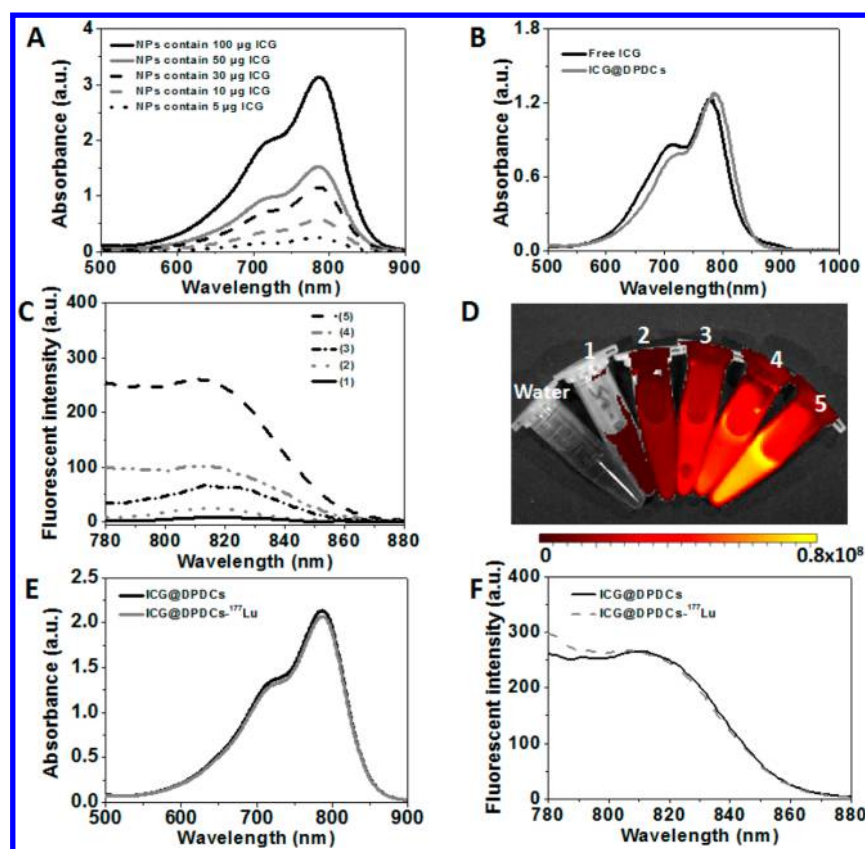 A
NPs contain 100 µg ICG
NPs contain 50 µg ICG
NPs contain 30 µg ICG
NPs contain 10 µg ICG
NPs contain 5 µg ICG
Absorbance (a.u.)
4
3
2
1
0
500 600 700 800 900
Wavelength (nm)
B
Free ICG
ICG@DPDCs
Absorbance (a.u.)
1.8
1.2
0.6
0.0
500 600 700 800 900 1000
Wavelength(nm)
C
(5)
(4)
(3)
(2)
(1)
Fluorescent intensity (a.u.)
400
300
200
100
0
780 800 820 840 860 880
Wavelength (nm)
D
Water
1
2
3
4
5
0 0.8x10⁸
E
ICG@DPDCs
ICG@DPDCs-¹⁷⁷Lu
Absorbance (a.u.)
2.5
2.0
1.5
1.0
0.5
0.0
500 600 700 800 900
Wavelength (nm)
F
ICG@DPDCs
ICG@DPDCs-¹⁷⁷Lu
Fluorescent intensity (a.u.)
400
300
200
100
0
780 800 820 840 860 880
Wavelength (nm)